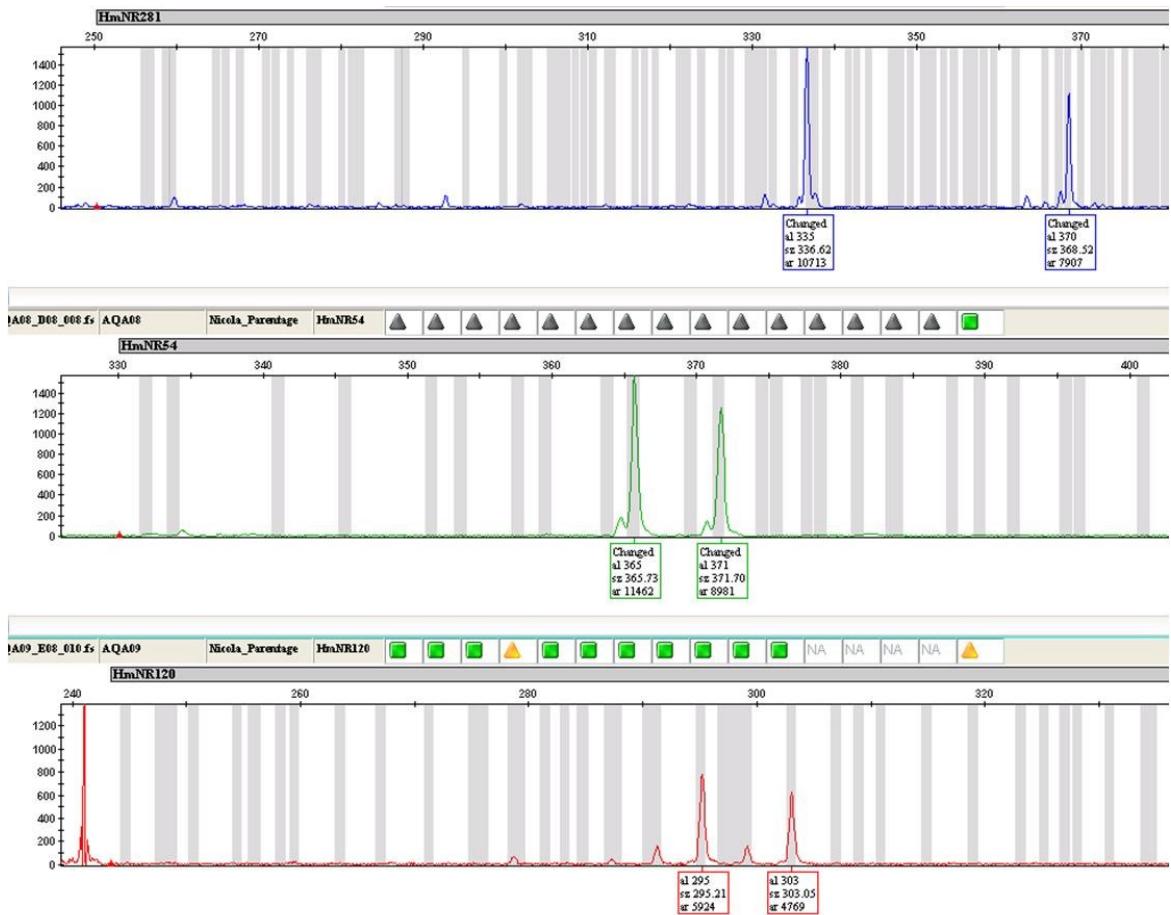 HmNR281
250 270 290 310 330 350 370
1400
1200
1000
800
600
400
200
0
Changed
al 335
sz 336.62
ar 10713
Changed
al 370
sz 368.52
ar 7907
QA08_D08_008.fs AQA08 Nicola_Parentage HmNR54
HmNR54
330 340 350 360 370 380 390 400
1400
1200
1000
800
600
400
200
0
Changed
al 365
sz 365.73
ar 11462
Changed
al 371
sz 371.70
ar 8981
QA09_E08_010.fs AQA09 Nicola_Parentage HmNR120 NA NA NA NA
HmNR120
240 260 280 300 320
1200
1000
800
600
400
200
0
al 295
sz 295.21
ar 5924
al 303
sz 303.05
ar 4769